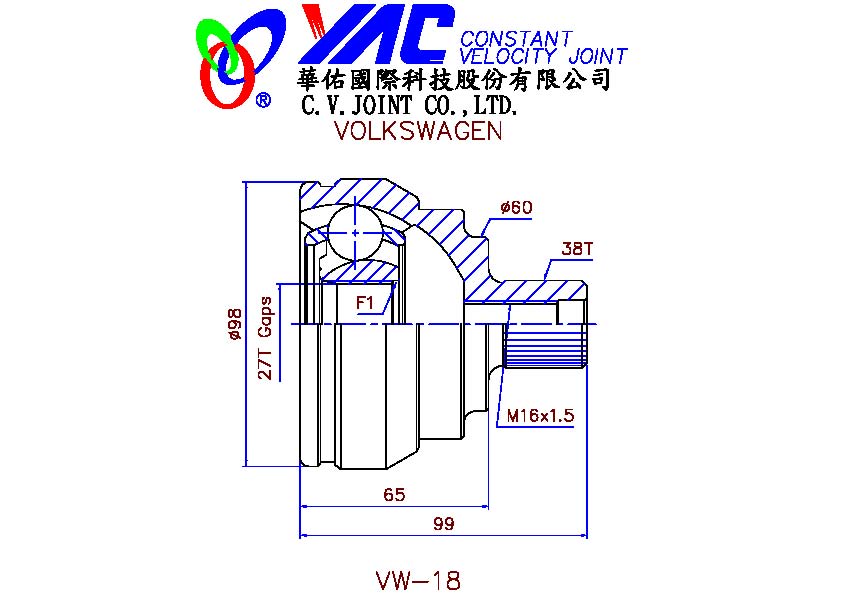 YAC CONSTANT
VELOCITY JOINT
®
華佑國際科技股份有限公司
C.V.JOINT CO.,LTD.
VOLKSWAGEN
ø60
38T
F1
ø98
27T Gaps
M16x1.5
65
99
VW-18